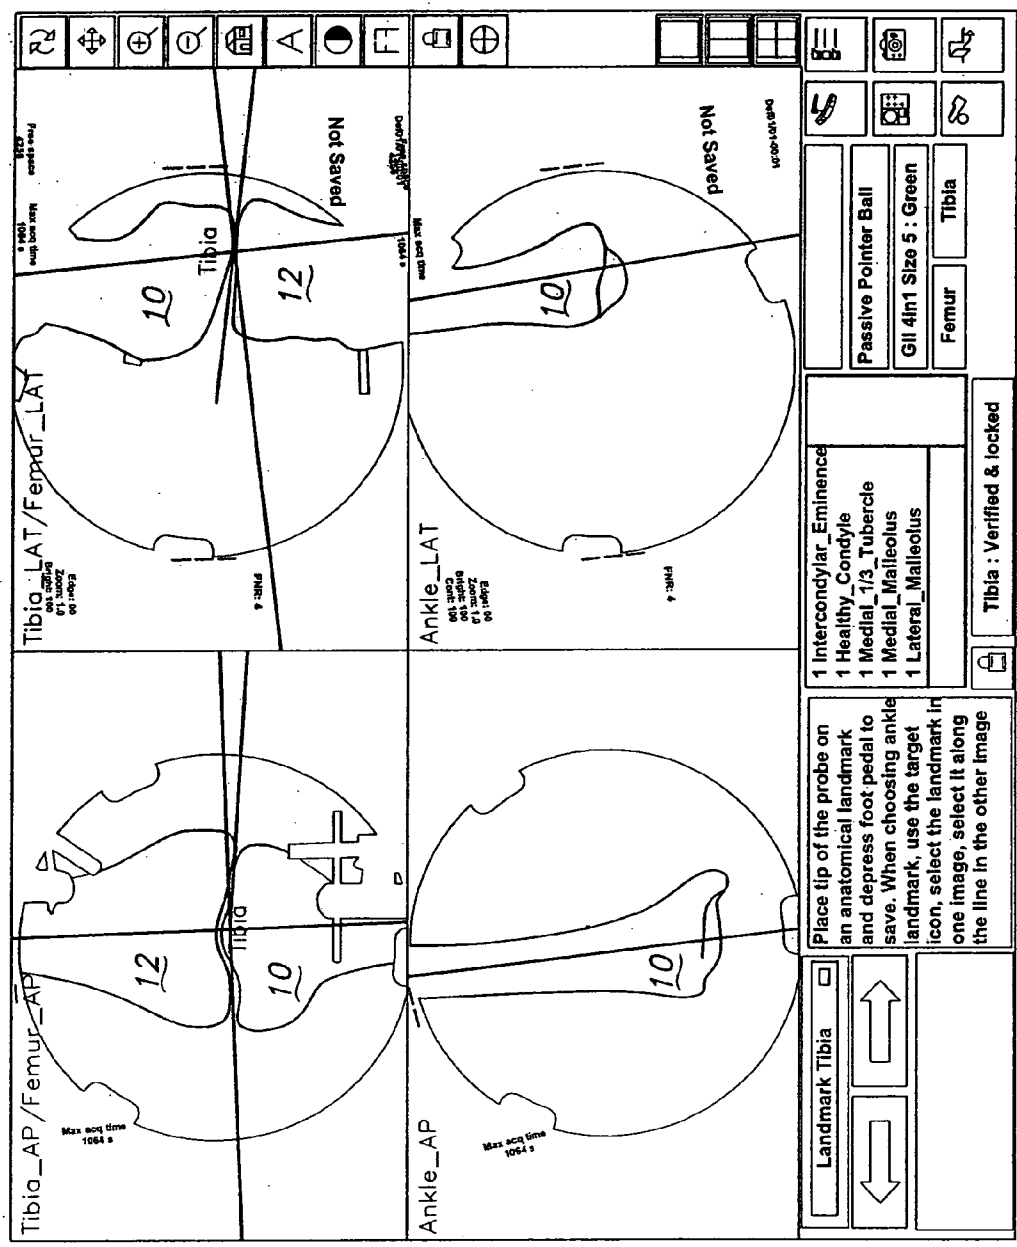 Tibia_AP/Femur_AP
Max acq time
1064 s
12
10
Tibia
Tibia_LAT/Femur_LAT
Edge: 00
Zoom: 1.0
Bright: 100
FNR: 4
Free space
Max acq time
1064 s
10
12
Tibia
Not Saved
1064 s
Ankle_AP
Max acq time
1064 s
10
Ankle_LAT
Edge: 00
Zoom: 1.0
Bright: 100
Cont: 100
FNR: 4
Max acq time
10
Not Saved
A
Landmark Tibia
Place tip of the probe on
an anatomical landmark
and depress foot pedal to
save. When choosing ankle
landmark, use the target
icon, select the landmark in
one image, select it along
the line in the other image
1 Intercondylar_Eminence
1 Healthy_Condyle
1 Medial_1/3_Tubercle
1 Medial_Malleolus
1 Lateral_Malleolus
Tibia : Verified & locked
Passive Pointer Ball
GII 4in1 Size 5 : Green
Femur
Tibia